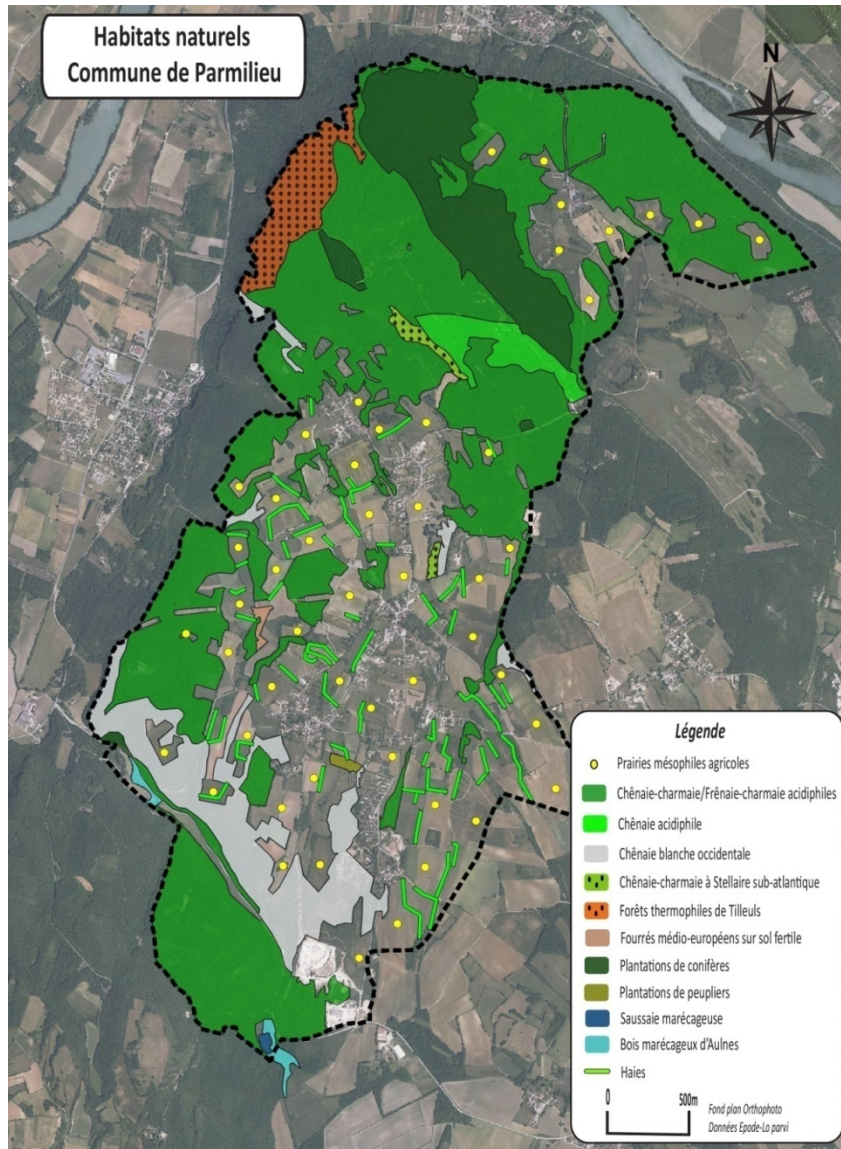 Habitats naturels
Commune de Parmilieu
N
Légende
Prairies mésophiles agricoles
Chênaie-charmaie/Frênaie-charmaie acidiphiles
Chênaie acidiphile
Chênaie blanche occidentale
Chênaie-charmaie à Stellaire sub-atlantique
Forêts thermophiles de Tilleuls
Fourrés médio-européens sur sol fertile
Plantations de conifères
Plantations de peupliers
Saussaie marécageuse
Bois marécageux d'Aulnes
Haies
0 500m
Fond plan Orthophoto
Données Epode-Lo parvi